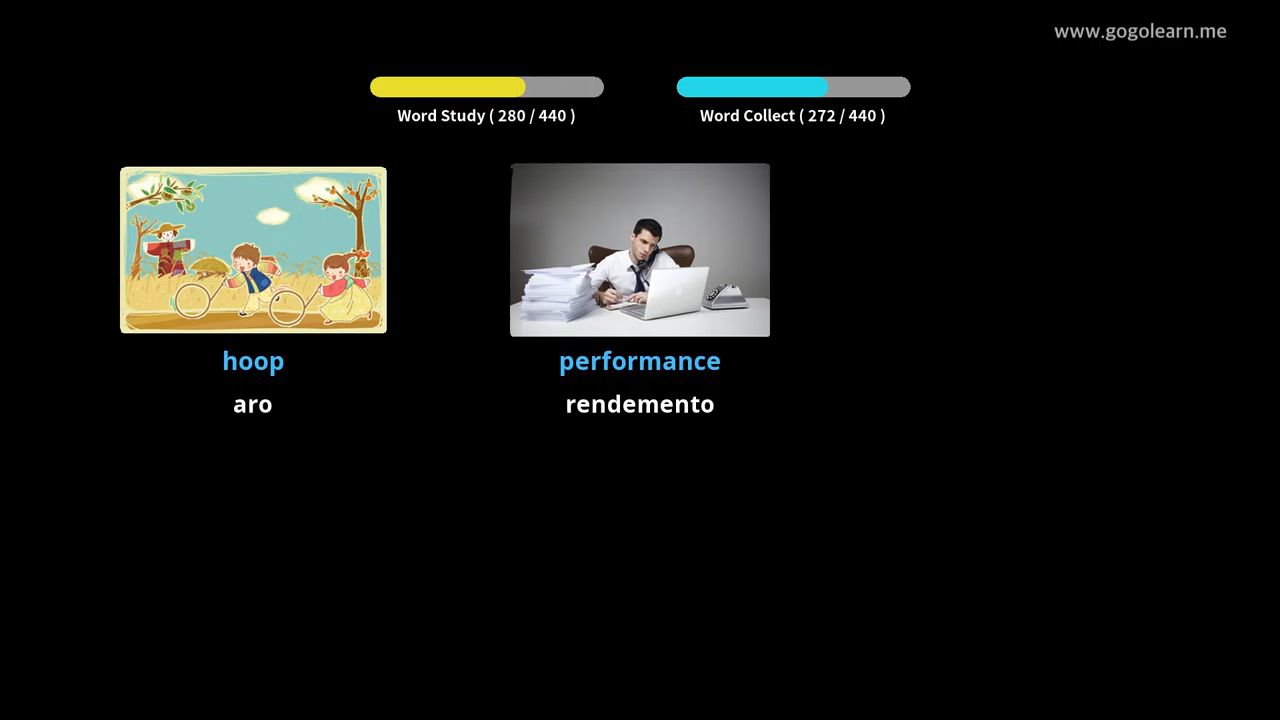 www.gogolearn.me
Word Study ( 280 / 440 )
Word Collect ( 272 / 440 )
hoop
aro
performance
rendemento